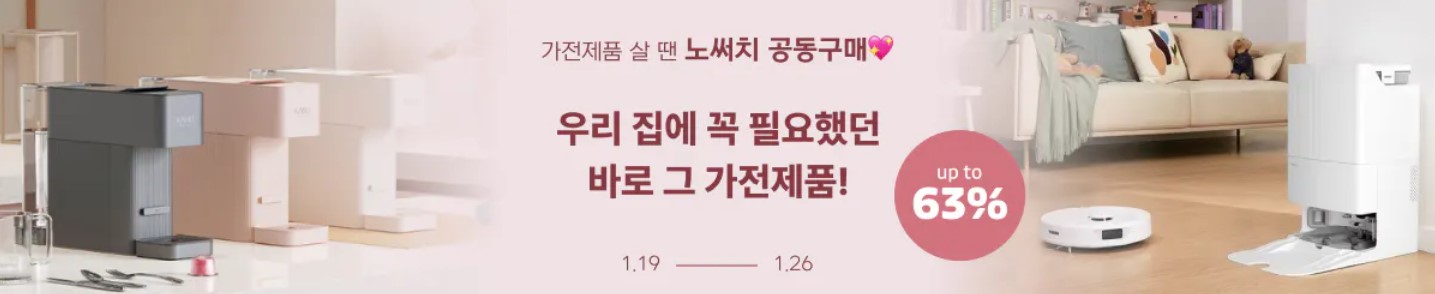 가전제품 살 땐 노써치 공동구매💖
우리 집에 꼭 필요했던
바로 그 가전제품!
up to
63%
1.19 1.26